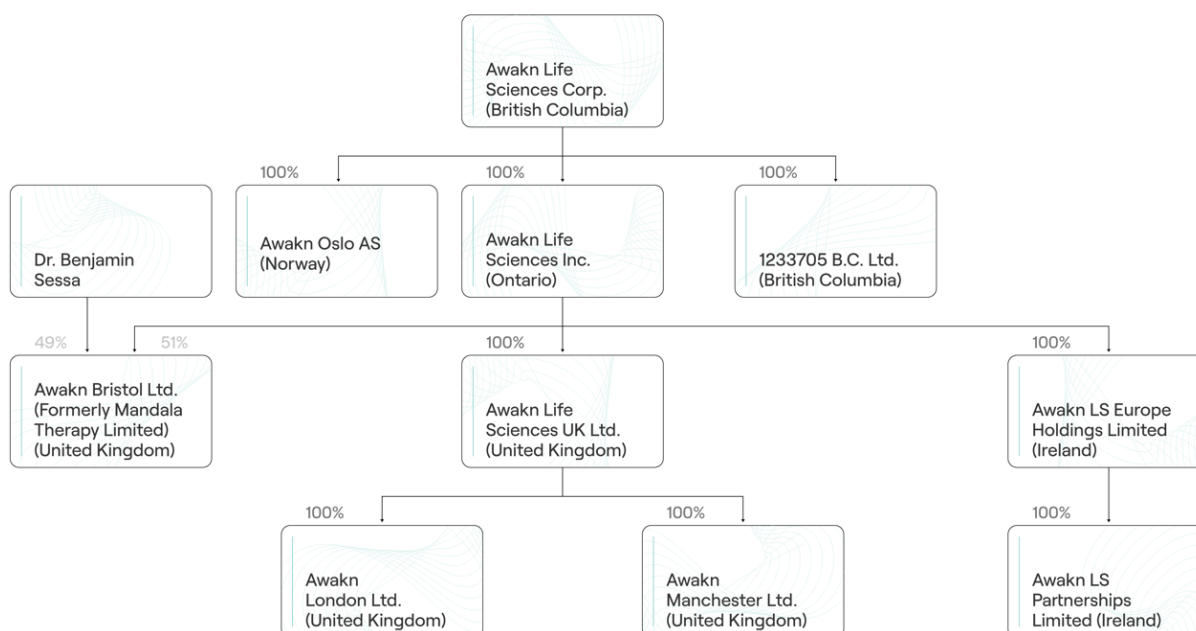 Awakn Life
Sciences Corp.
(British Columbia)
100%
100%
100%
Dr. Benjamin
Sessa
Awakn Oslo AS
(Norway)
Awakn Life
Sciences Inc.
(Ontario)
1233705 B.C. Ltd.
(British Columbia)
49%
51%
100%
100%
Awakn Bristol Ltd.
(Formerly Mandala
Therapy Limited)
(United Kingdom)
Awakn Life
Sciences UK Ltd.
(United Kingdom)
Awakn LS Europe
Holdings Limited
(Ireland)
100%
100%
100%
Awakn
London Ltd.
(United Kingdom)
Awakn
Manchester Ltd.
(United Kingdom)
Awakn LS
Partnerships
Limited (Ireland)